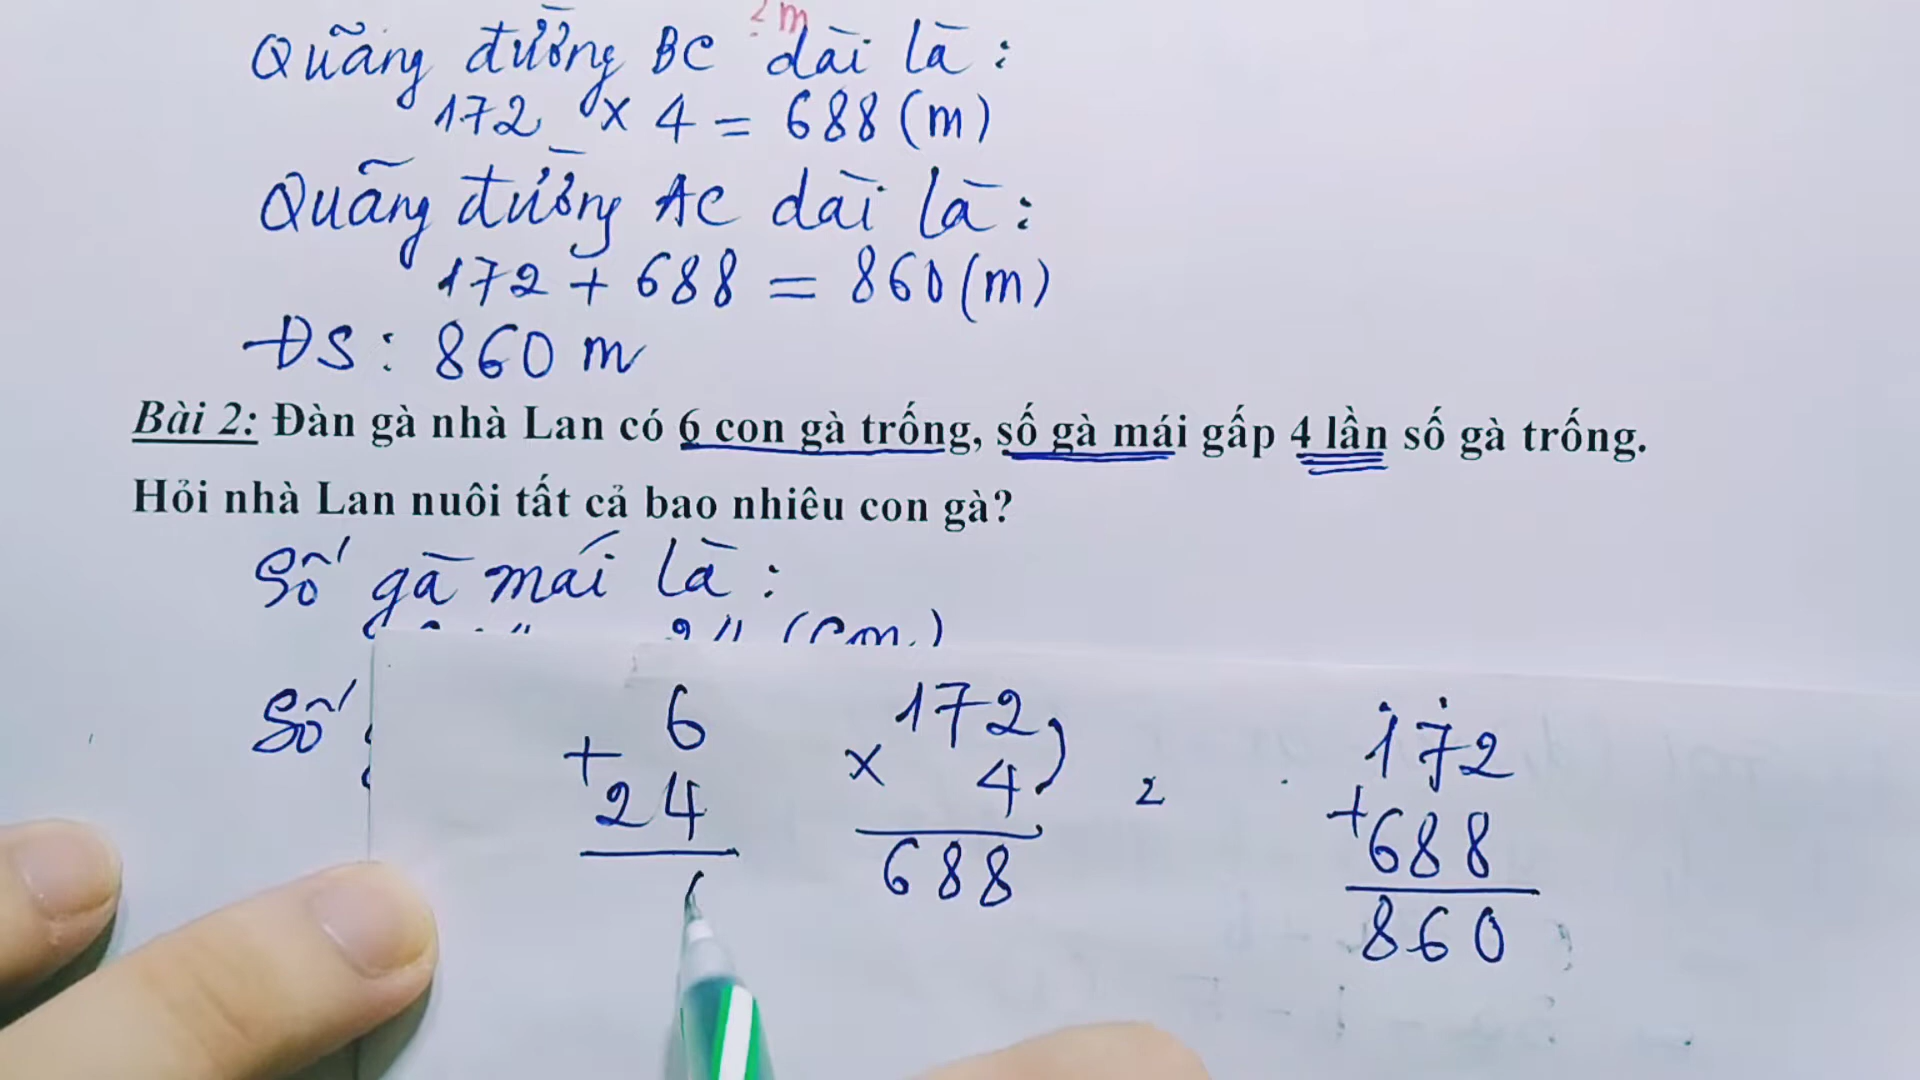 2 m
Quãng đường BC dài là :
172 x 4 = 688 (m)
Quãng đường AC dài là :
172 + 688 = 860 (m)
ĐS : 860 m
Bài 2: Đàn gà nhà Lan có 6 con gà trống, số gà mái gấp 4 lần số gà trống.
Hỏi nhà Lan nuôi tất cả bao nhiêu con gà?
Số gà mái là :
Số
6
+
24
172
x 4
688
2
172
+ 688
860